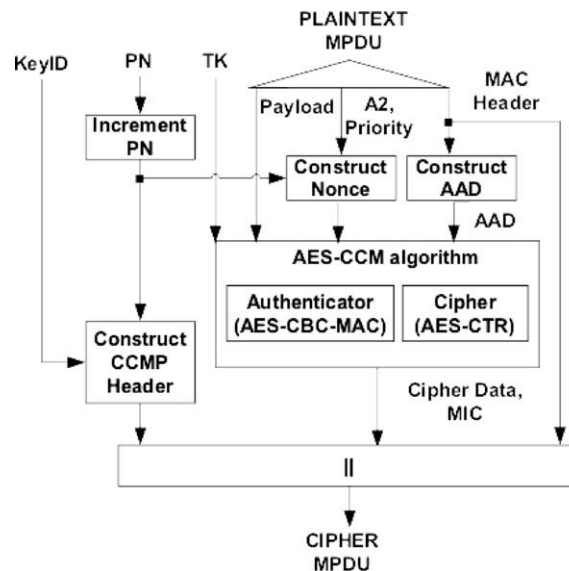 PLAINTEXT
MPDU
KeyID
PN
TK
MAC
Header
Payload
A2,
Priority
Increment
PN
Construct
Nonce
Construct
AAD
AAD
AES-CCM algorithm
Authenticator
(AES-CBC-MAC)
Cipher
(AES-CTR)
Construct
CCMP
Header
Cipher Data,
MIC
||
CIPHER
MPDU